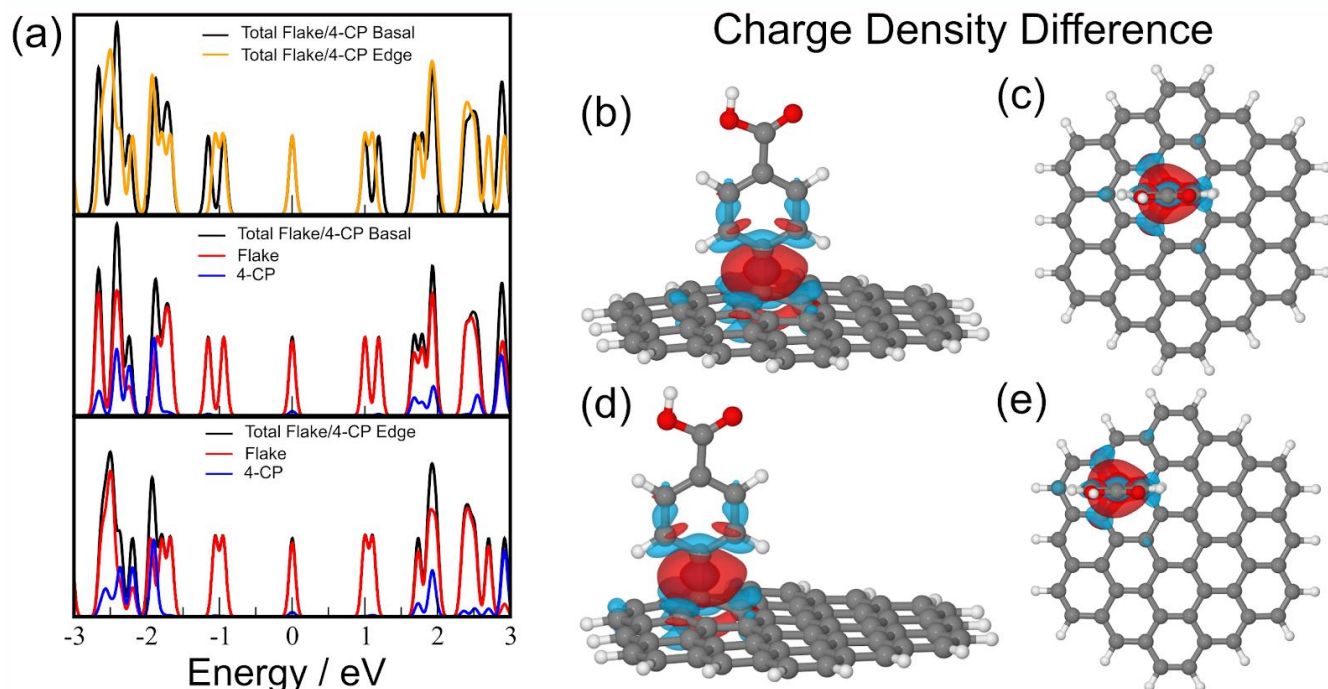 (a)
Total Flake/4-CP Basal
Total Flake/4-CP Edge
Total Flake/4-CP Basal
Flake
4-CP
Total Flake/4-CP Edge
Flake
4-CP
-3 -2 -1 0 1 2 3
Energy / eV
Charge Density Difference
(b)
(c)
(d)
(e)